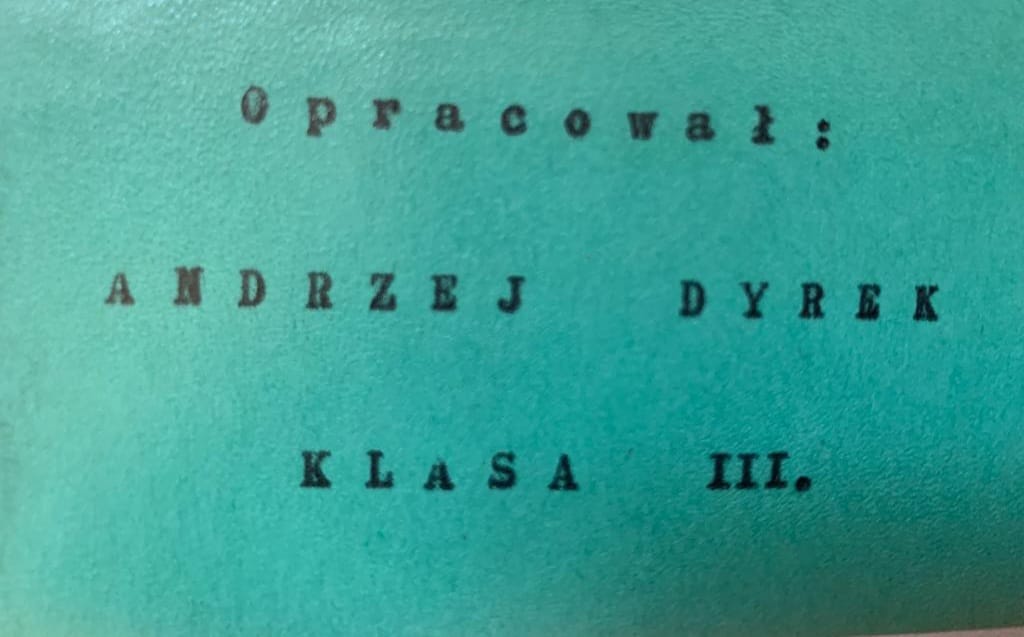 Opracował:
ANDRZEJ DYREK
KLASA III.